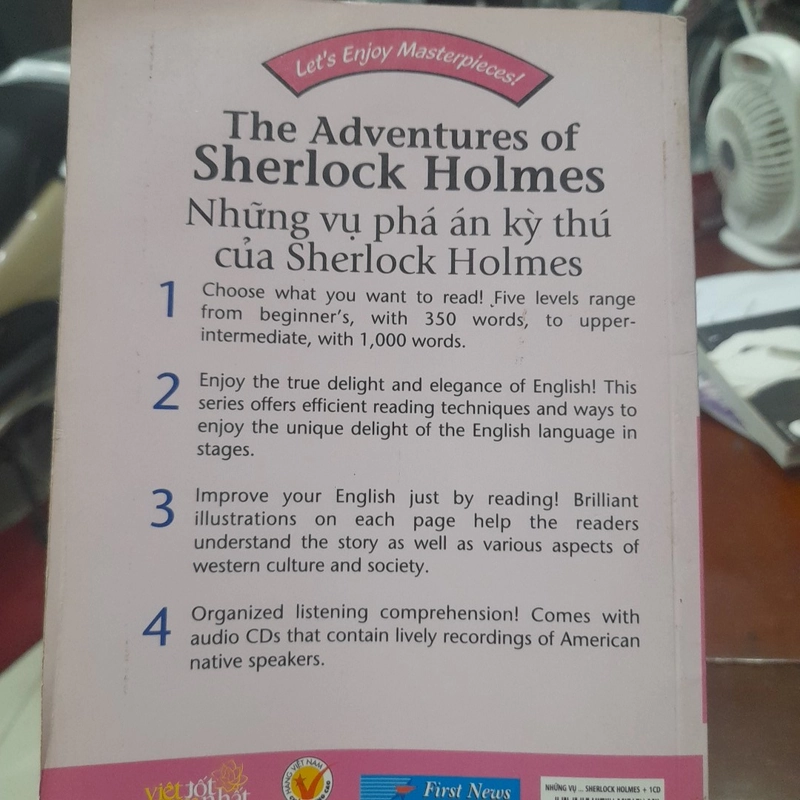 Let's Enjoy Masterpieces!
The Adventures of
Sherlock Holmes
Những vụ phá án kỳ thú
của Sherlock Holmes
1 Choose what you want to read! Five levels range
from beginner's, with 350 words, to upper-
intermediate, with 1,000 words.
2 Enjoy the true delight and elegance of English! This
series offers efficient reading techniques and ways to
enjoy the unique delight of the English language in
stages.
3 Improve your English just by reading! Brilliant
illustrations on each page help the readers
understand the story as well as various aspects of
western culture and society.
4 Organized listening comprehension! Comes with
audio CDs that contain lively recordings of American
native speakers.
việt
HÀNG VIỆT NAM
First News
NHỮNG VỤ ... SHERLOCK HOLMES + 1CD